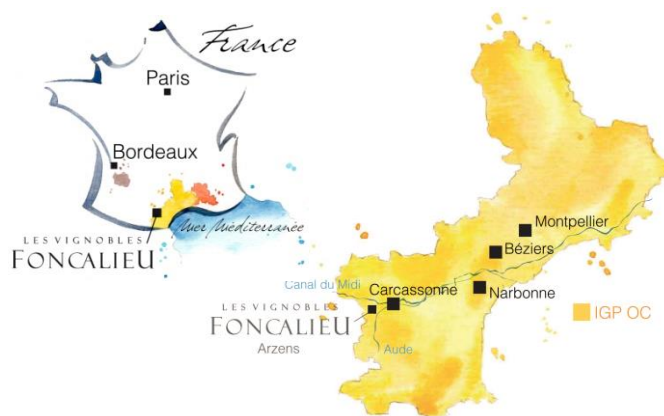 France
Paris
Bordeaux
Mer Méditerranée
LES VIGNOBLES
FONCALIEU
Montpellier
Béziers
Canal du Midi
Carcassonne
Narbonne
LES VIGNOBLES
FONCALIEU
Arzens
Aude
IGP OC